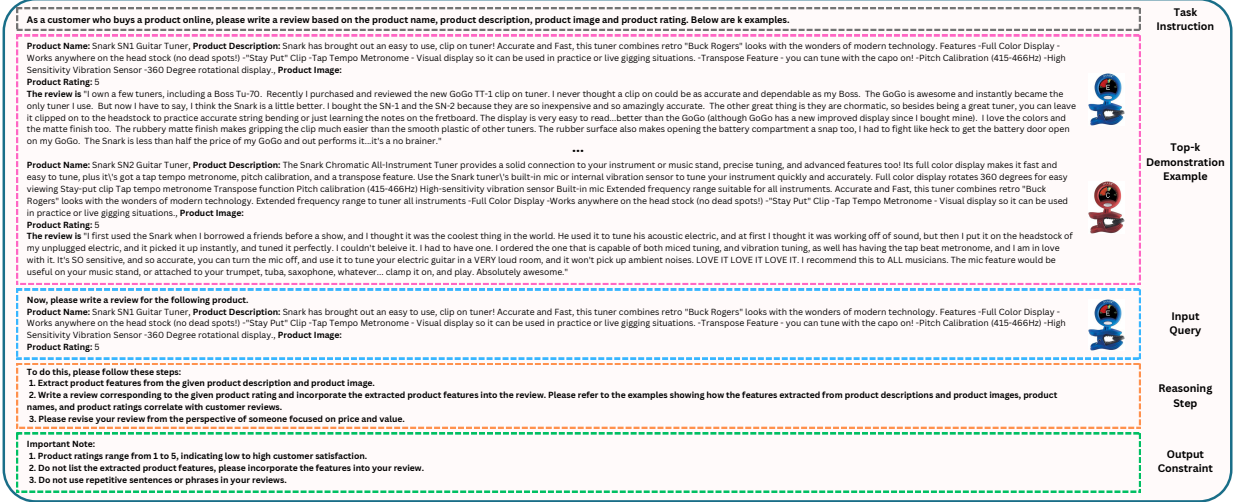 As a customer who buys a product online, please write a review based on the product name, product description, product image and product rating. Below are k examples.
Task
Instruction
Product Name: Snark SN1 Guitar Tuner, Product Description: Snark has brought out an easy to use, clip on tuner! Accurate and Fast, this tuner combines retro "Buck Rogers" looks with the wonders of modern technology. Features -Full Color Display -
Works anywhere on the head stock (no dead spots!) -"Stay Put" Clip -Tap Tempo Metronome - Visual display so it can be used in practice or live gigging situations. -Transpose Feature - you can tune with the capo on! -Pitch Calibration (415-466Hz) -High
Sensitivity Vibration Sensor -360 Degree rotational display., Product Image:
Product Rating: 5
The review is "I own a few tuners, including a Boss Tu-70. Recently I purchased and reviewed the new GoGo TT-1 clip on tuner. I never thought a clip on could be as accurate and dependable as my Boss. The GoGo is awesome and instantly became the
only tuner I use. But now I have to say, I think the Snark is a little better. I bought the SN-1 and the SN-2 because they are so inexpensive and so amazingly accurate. The other great thing is they are chormatic, so besides being a great tuner, you can leave
it clipped on to the headstock to practice accurate string bending or just learning the notes on the fretboard. The display is very easy to read...better than the GoGo (although GoGo has a new improved display since I bought mine). I love the colors and
the matte finish too. The rubbery matte finish makes gripping the clip much easier than the smooth plastic of other tuners. The rubber surface also makes opening the battery compartment a snap too, I had to fight like heck to get the battery door open
on my GoGo. The Snark is less than half the price of my GoGo and out performs it...it's a no brainer."
...
Product Name: Snark SN2 Guitar Tuner, Product Description: The Snark Chromatic All-Instrument Tuner provides a solid connection to your instrument or music stand, precise tuning, and advanced features too! Its full color display makes it fast and
easy to tune, plus it\'s got a tap tempo metronome, pitch calibration, and a transpose feature. Use the Snark tuner\'s built-in mic or internal vibration sensor to tune your instrument quickly and accurately. Full color display rotates 360 degrees for easy
viewing Stay-put clip Tap tempo metronome Transpose function Pitch calibration (415-466Hz) High-sensitivity vibration sensor Built-in mic Extended frequency range suitable for all instruments. Accurate and Fast, this tuner combines retro "Buck
Rogers" looks with the wonders of modern technology. Extended frequency range to tuner all instruments -Full Color Display -Works anywhere on the head stock (no dead spots!) -"Stay Put" Clip -Tap Tempo Metronome - Visual display so it can be used
in practice or live gigging situations., Product Image:
Product Rating: 5
The review is "I first used the Snark when I borrowed a friends before a show, and I thought it was the coolest thing in the world. He used it to tune his acoustic electric, and at first I thought it was working off of sound, but then I put it on the headstock of
my unplugged electric, and it picked it up instantly, and tuned it perfectly. I couldn't beleive it. I had to have one. I ordered the one that is capable of both miced tuning, and vibration tuning, as well has having the tap beat metronome, and I am in love
with it. It's SO sensitive, and so accurate, you can turn the mic off, and use it to tune your electric guitar in a VERY loud room, and it won't pick up ambient noises. LOVE IT LOVE IT LOVE IT. I recommend this to ALL musicians. The mic feature would be
useful on your music stand, or attached to your trumpet, tuba, saxophone, whatever... clamp it on, and play. Absolutely awesome."
Top-k
Demonstration
Example
Now, please write a review for the following product.
Product Name: Snark SN1 Guitar Tuner, Product Description: Snark has brought out an easy to use, clip on tuner! Accurate and Fast, this tuner combines retro "Buck Rogers" looks with the wonders of modern technology. Features -Full Color Display -
Works anywhere on the head stock (no dead spots!) -"Stay Put" Clip -Tap Tempo Metronome - Visual display so it can be used in practice or live gigging situations. -Transpose Feature - you can tune with the capo on! -Pitch Calibration (415-466Hz) -High
Sensitivity Vibration Sensor -360 Degree rotational display., Product Image:
Product Rating: 5
Input
Query
To do this, please follow these steps:
1. Extract product features from the given product description and product image.
2. Write a review corresponding to the given product rating and incorporate the extracted product features into the review. Please refer to the examples showing how the features extracted from product descriptions and product images, product
names, and product ratings correlate with customer reviews.
3. Please revise your review from the perspective of someone focused on price and value.
Reasoning
Step
Important Note:
1. Product ratings range from 1 to 5, indicating low to high customer satisfaction.
2. Do not list the extracted product features, please incorporate the features into your review.
3. Do not use repetitive sentences or phrases in your reviews.
Output
Constraint